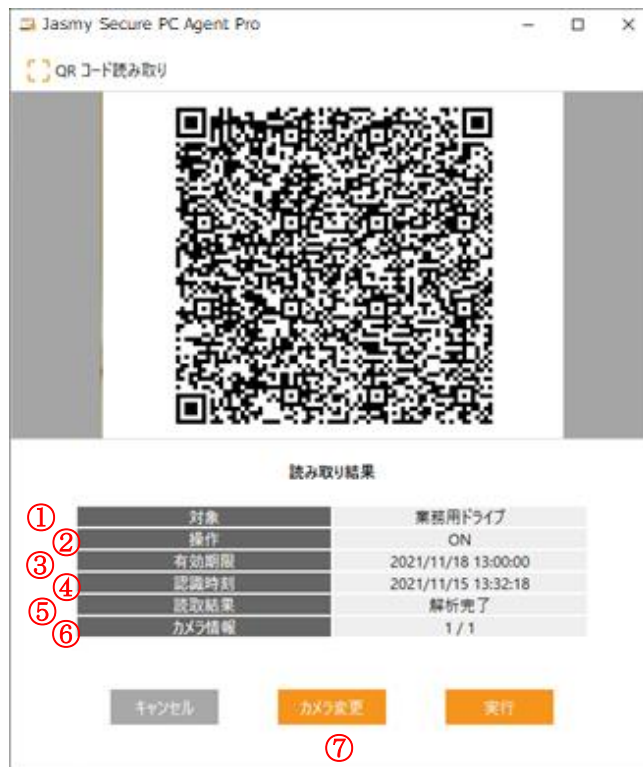 Jasmy Secure PC Agent Pro
QR コード読み取り
読み取り結果
① 対象 業務用ドライブ
② 操作 ON
③ 有効期限 2021/11/18 13:00:00
④ 認識時刻 2021/11/15 13:32:18
⑤ 読取結果 解析完了
⑥ カメラ情報 1 / 1
キャンセル カメラ変更 実行
⑦